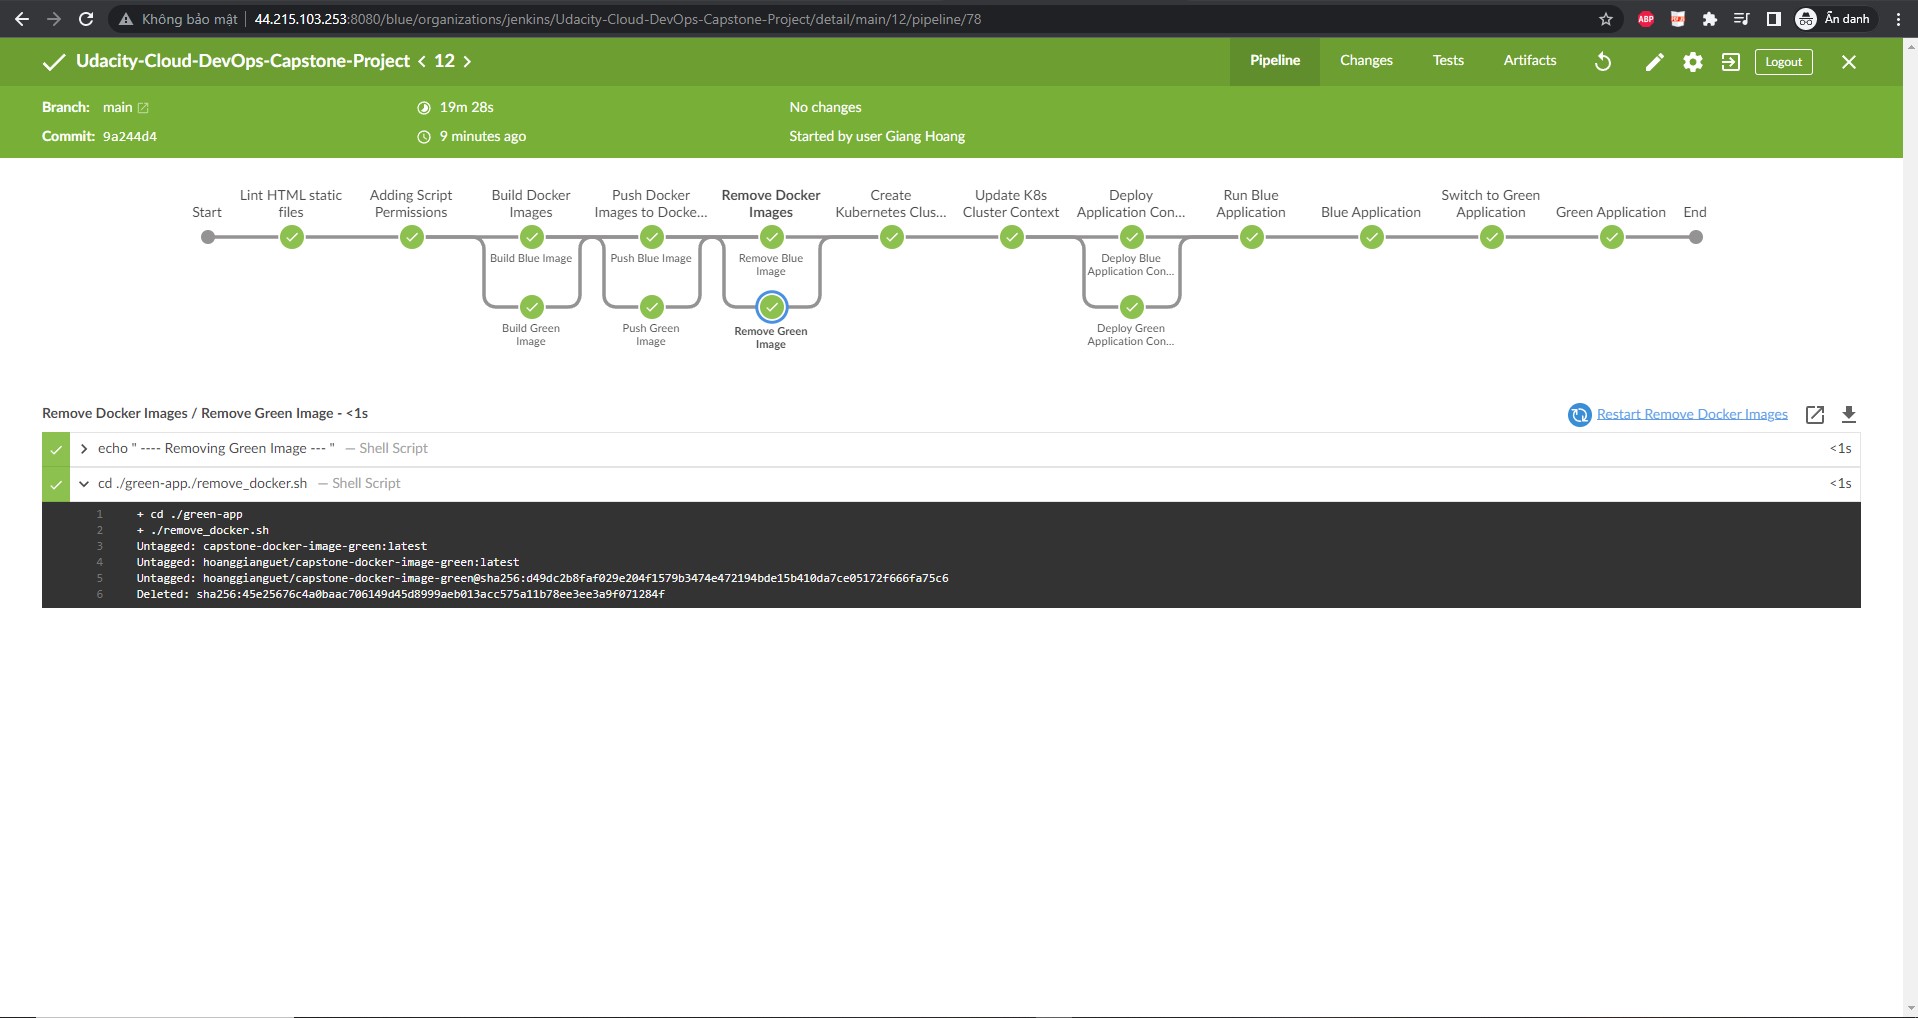 Không bảo mật
44.215.103.253:8080/blue/organizations/jenkins/Udacity-Cloud-DevOps-Capstone-Project/detail/main/12/pipeline/78
ABP
Ẩn danh
Udacity-Cloud-DevOps-Capstone-Project < 12 >
Pipeline
Changes
Tests
Artifacts
Logout
Branch: main
19m 28s
No changes
Commit: 9a244d4
9 minutes ago
Started by user Giang Hoang
Start
Lint HTML static
files
Adding Script
Permissions
Build Docker
Images
Push Docker
Images to Docke...
Remove Docker
Images
Create
Kubernetes Clus...
Update K8s
Cluster Context
Deploy
Application Con...
Run Blue
Application
Blue Application
Switch to Green
Application
Green Application
End
Build Blue Image
Push Blue Image
Remove Blue
Image
Deploy Blue
Application Con...
Build Green
Image
Push Green
Image
Remove Green
Image
Deploy Green
Application Con...
Remove Docker Images / Remove Green Image - <1s
Restart Remove Docker Images
echo " ---- Removing Green Image --- " — Shell Script
<1s
cd ./green-app./remove_docker.sh — Shell Script
<1s
1 + cd ./green-app
2 + ./remove_docker.sh
3 Untagged: capstone-docker-image-green:latest
4 Untagged: hoanggianguet/capstone-docker-image-green:latest
5 Untagged: hoanggianguet/capstone-docker-image-green@sha256:d49dc2b8faf029e204f1579b3474e472194bde15b410da7ce05172f666fa75c6
6 Deleted: sha256:45e25676c4a0baac706149d45d8999aeb013acc575a11b78ee3ee3a9f071284f